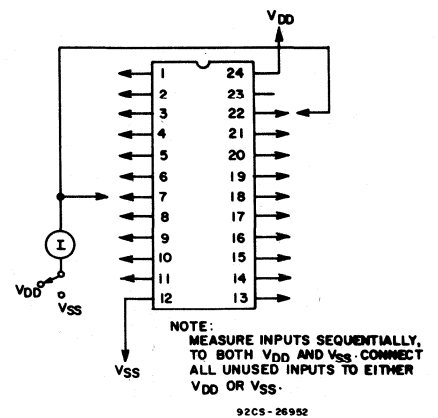 VDD
1 24
2 23
3 22
4 21
5 20
6 19
7 18
8 17
9 16
10 15
11 14
12 13
I
VDD
VSS
VSS
NOTE:
MEASURE INPUTS SEQUENTIALLY,
TO BOTH VDD AND VSS. CONNECT
ALL UNUSED INPUTS TO EITHER
VDD OR VSS.
92CS-26952